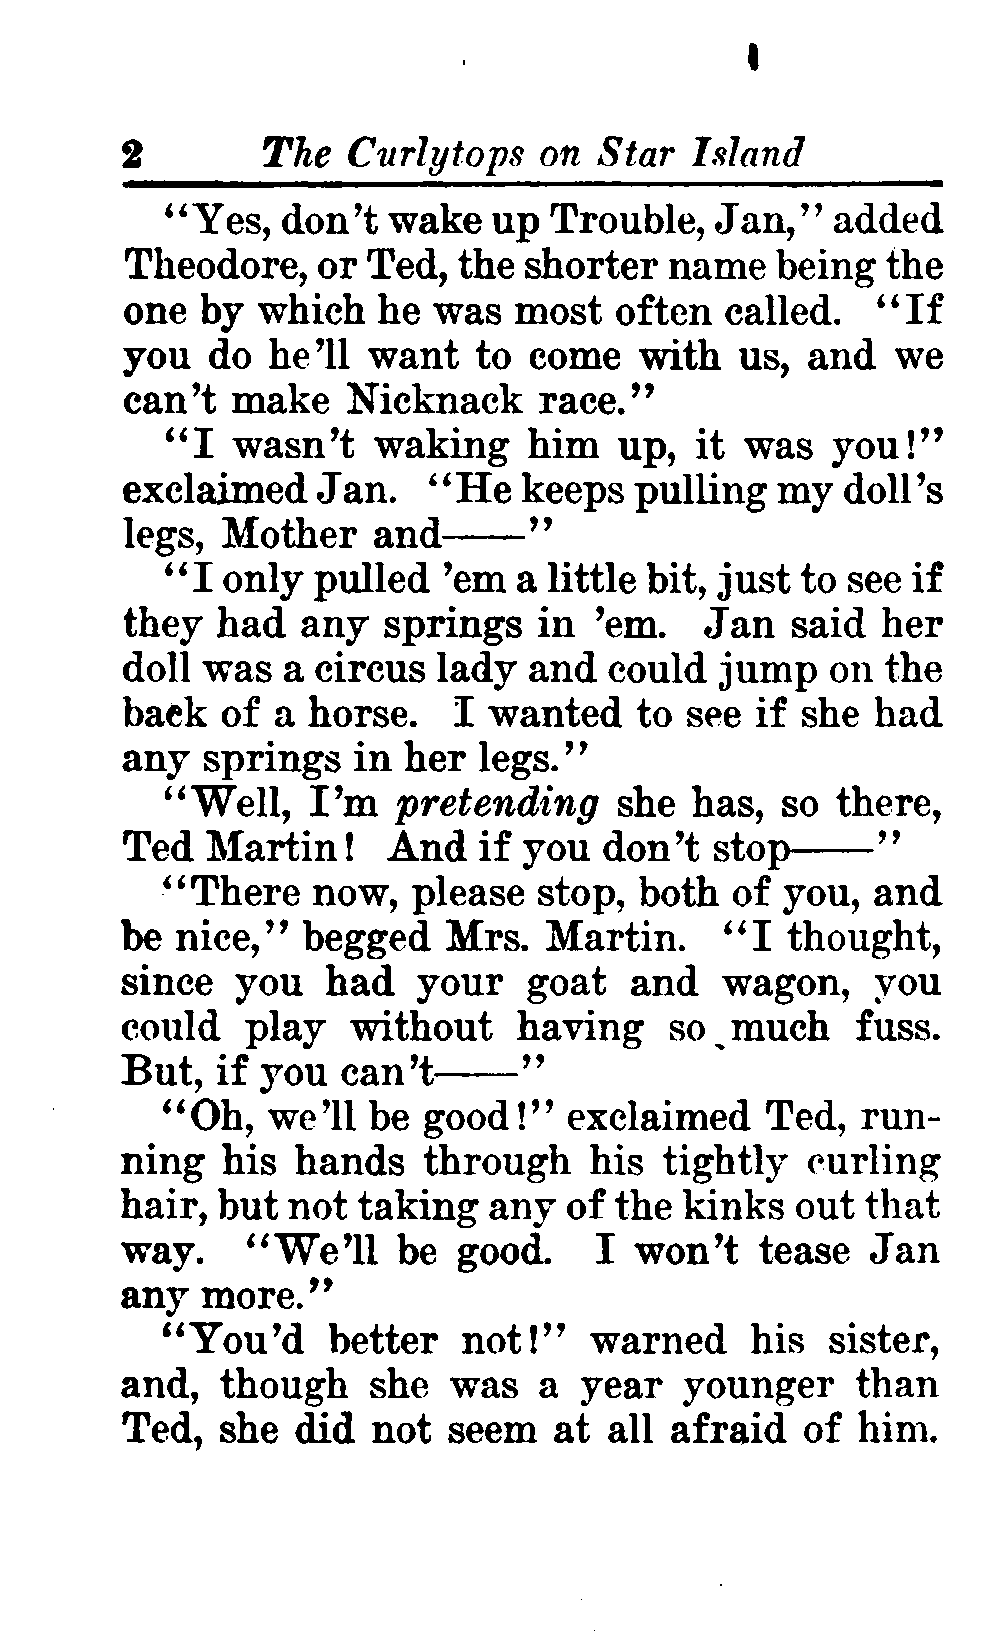 2 The Curlytops on Star Island
“Yes, don’t wake up Trouble, Jan,” added
Theodore, or Ted, the shorter name being the
one by which he was most often called. “If
you do he’ll want to come with us, and we
can’t make Nicknack race.”
“I wasn’t waking him up, it was you!”
exclaimed Jan. “He keeps pulling my doll’s
legs, Mother and——”
“I only pulled ’em a little bit, just to see if
they had any springs in ’em. Jan said her
doll was a circus lady and could jump on the
back of a horse. I wanted to see if she had
any springs in her legs.”
“Well, I’m pretending she has, so there,
Ted Martin! And if you don’t stop——”
“There now, please stop, both of you, and
be nice,” begged Mrs. Martin. “I thought,
since you had your goat and wagon, you
could play without having so much fuss.
But, if you can’t——”
“Oh, we’ll be good!” exclaimed Ted, run-
ning his hands through his tightly curling
hair, but not taking any of the kinks out that
way. “We’ll be good. I won’t tease Jan
any more.”
“You’d better not!” warned his sister,
and, though she was a year younger than
Ted, she did not seem at all afraid of him.